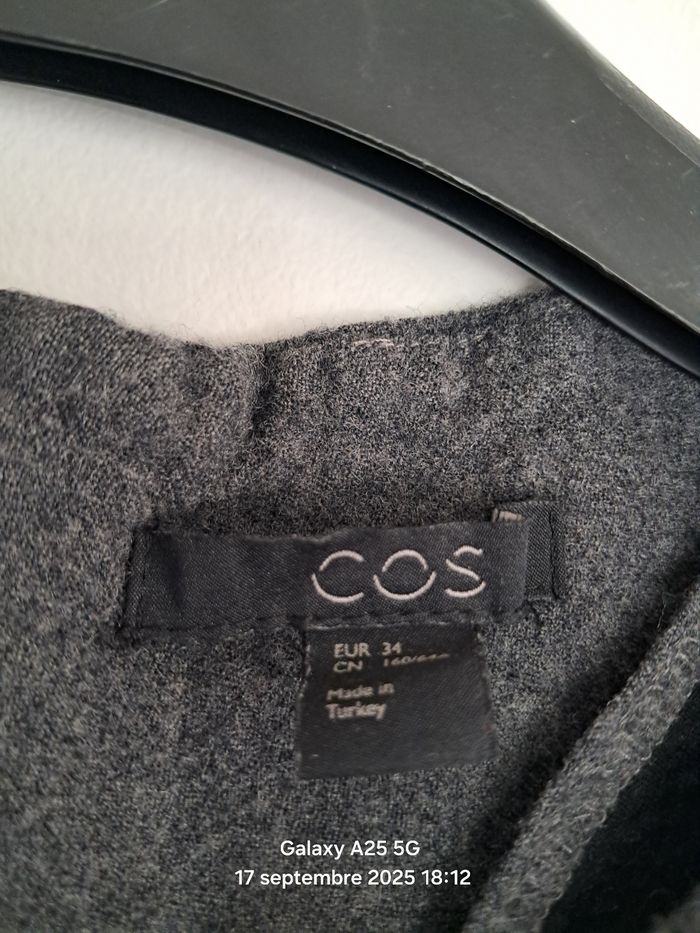 COS
EUR 34
CN
Made in
Turkey
Galaxy A25 5G
17 septembre 2025 18:12